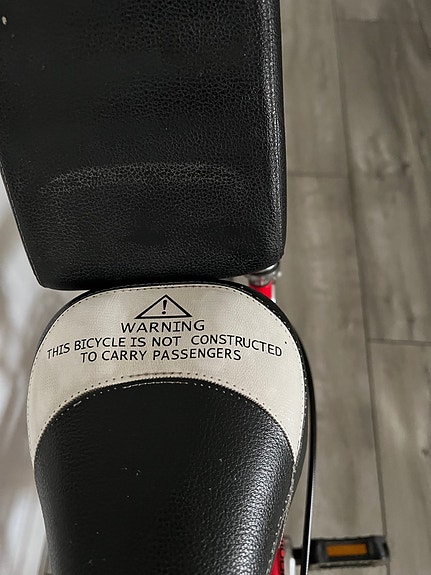 WARNING
THIS BICYCLE IS NOT CONSTRUCTED
TO CARRY PASSENGERS